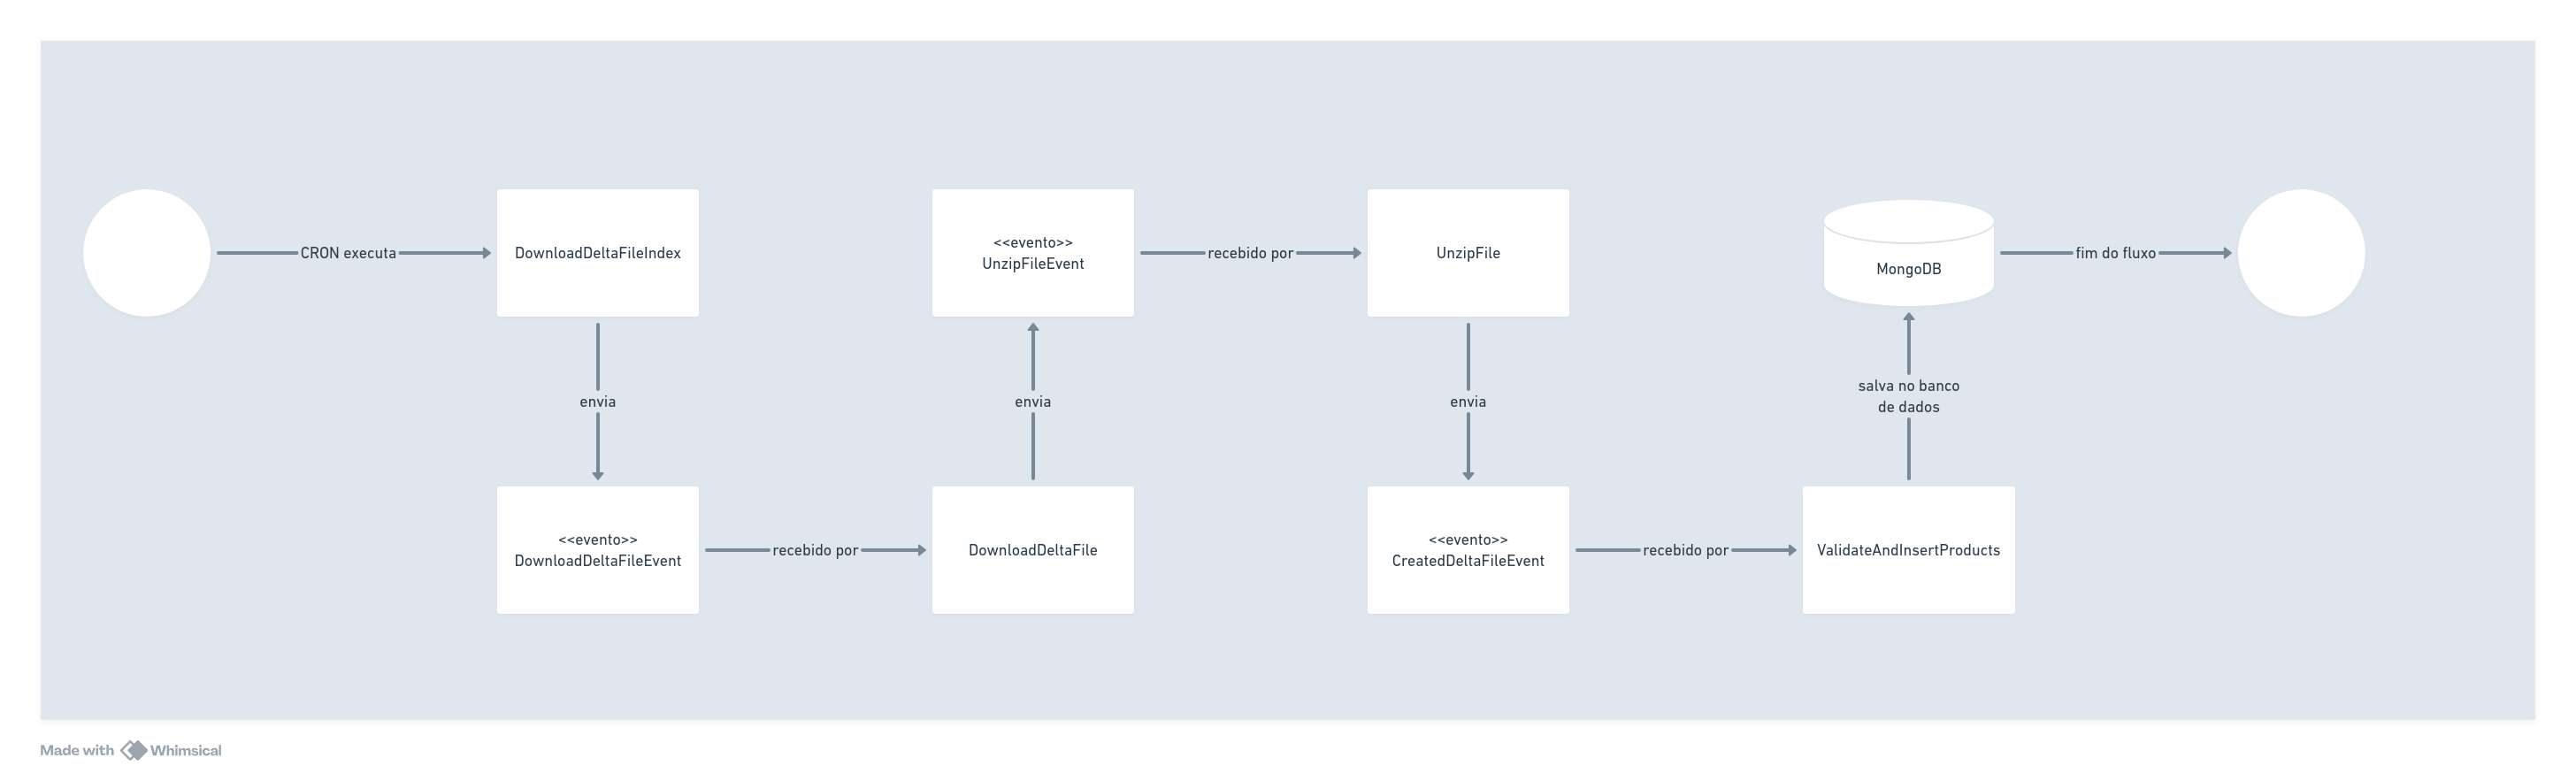 CRON executa
DownloadDeltaFileIndex
<<evento>>
UnzipFileEvent
recebido por
UnzipFile
MongoDB
fim do fluxo
envia
envia
envia
salva no banco
de dados
<<evento>>
DownloadDeltaFileEvent
recebido por
DownloadDeltaFile
<<evento>>
CreatedDeltaFileEvent
recebido por
ValidateAndInsertProducts
Made with Whimsical